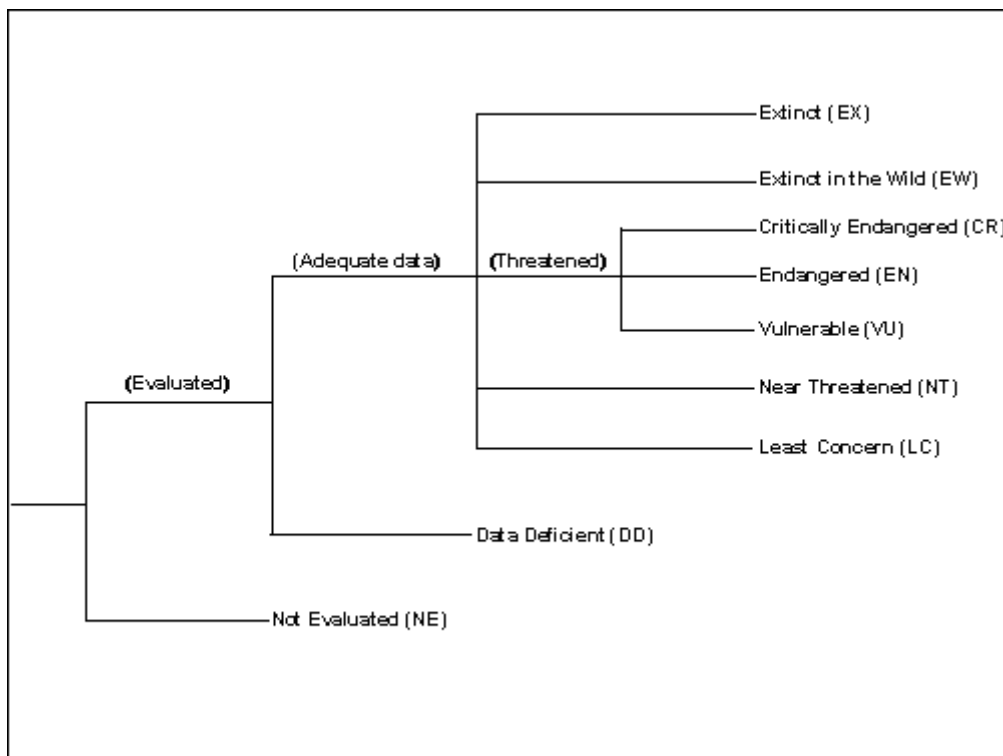 Extinct (EX)
Extinct in the Wild (EW)
Critically Endangered (CR)
(Adequate data)
(Threatened)
Endangered (EN)
Vulnerable (VU)
(Evaluated)
Near Threatened (NT)
Least Concern (LC)
Data Deficient (DD)
Not Evaluated (NE)